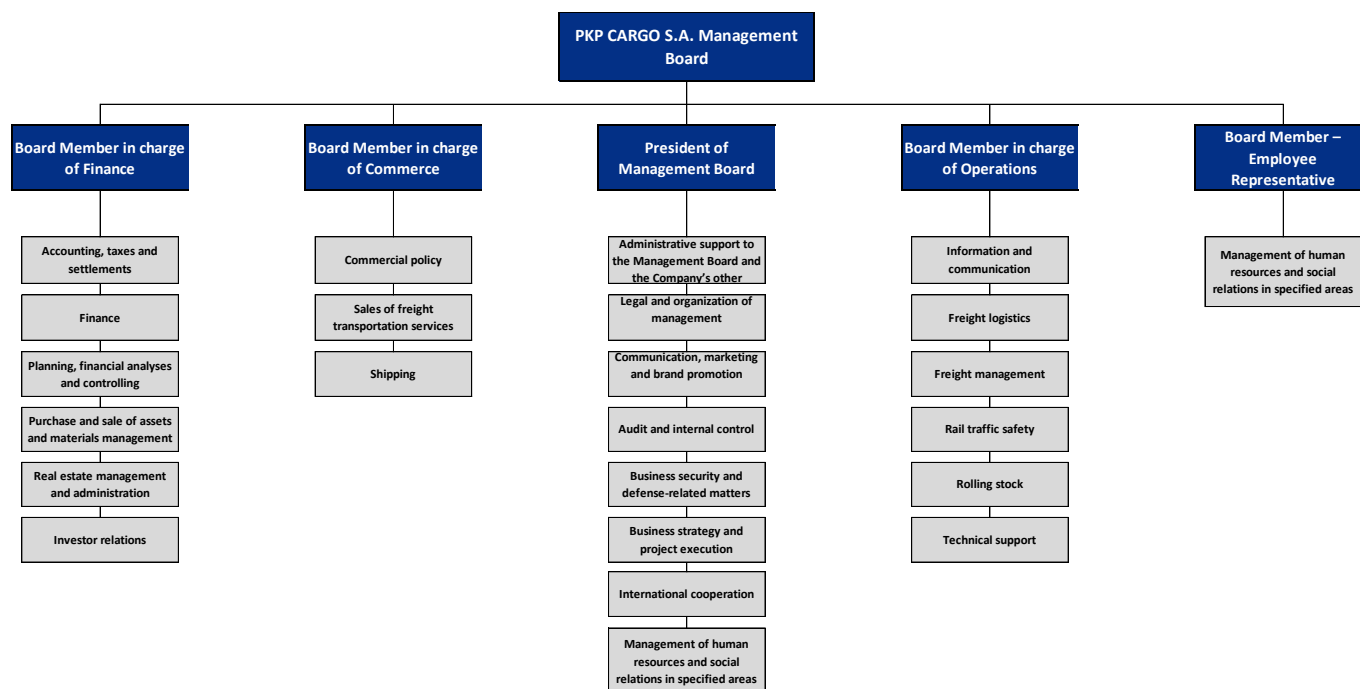 PKP CARGO S.A. Management
Board
Board Member in charge
of Finance
Accounting, taxes and
settlements
Finance
Planning, financial analyses
and controlling
Purchase and sale of assets
and materials management
Real estate management
and administration
Investor relations
Board Member in charge
of Commerce
Commercial policy
Sales of freight
transportation services
Shipping
President of
Management Board
Administrative support to
the Management Board and
the Company's other
Legal and organization of
management
Communication, marketing
and brand promotion
Audit and internal control
Business security and
defense-related matters
Business strategy and
project execution
International cooperation
Management of human
resources and social
relations in specified areas
Board Member in charge
of Operations
Information and
communication
Freight logistics
Freight management
Rail traffic safety
Rolling stock
Technical support
Board Member –
Employee
Representative
Management of human
resources and social
relations in specified areas